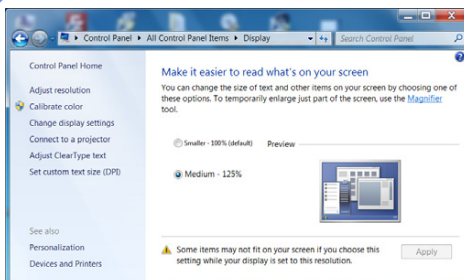 Control Panel ▸ All Control Panel Items ▸ Display
Search Control Panel
Control Panel Home
Adjust resolution
Calibrate color
Change display settings
Connect to a projector
Adjust ClearType text
Set custom text size (DPI)
See also
Personalization
Devices and Printers
Make it easier to read what's on your screen
You can change the size of text and other items on your screen by choosing one of
these options. To temporarily enlarge just part of the screen, use the Magnifier
tool.
Smaller - 100% (default)
Preview
Medium - 125%
Some items may not fit on your screen if you choose this
setting while your display is set to this resolution.
Apply